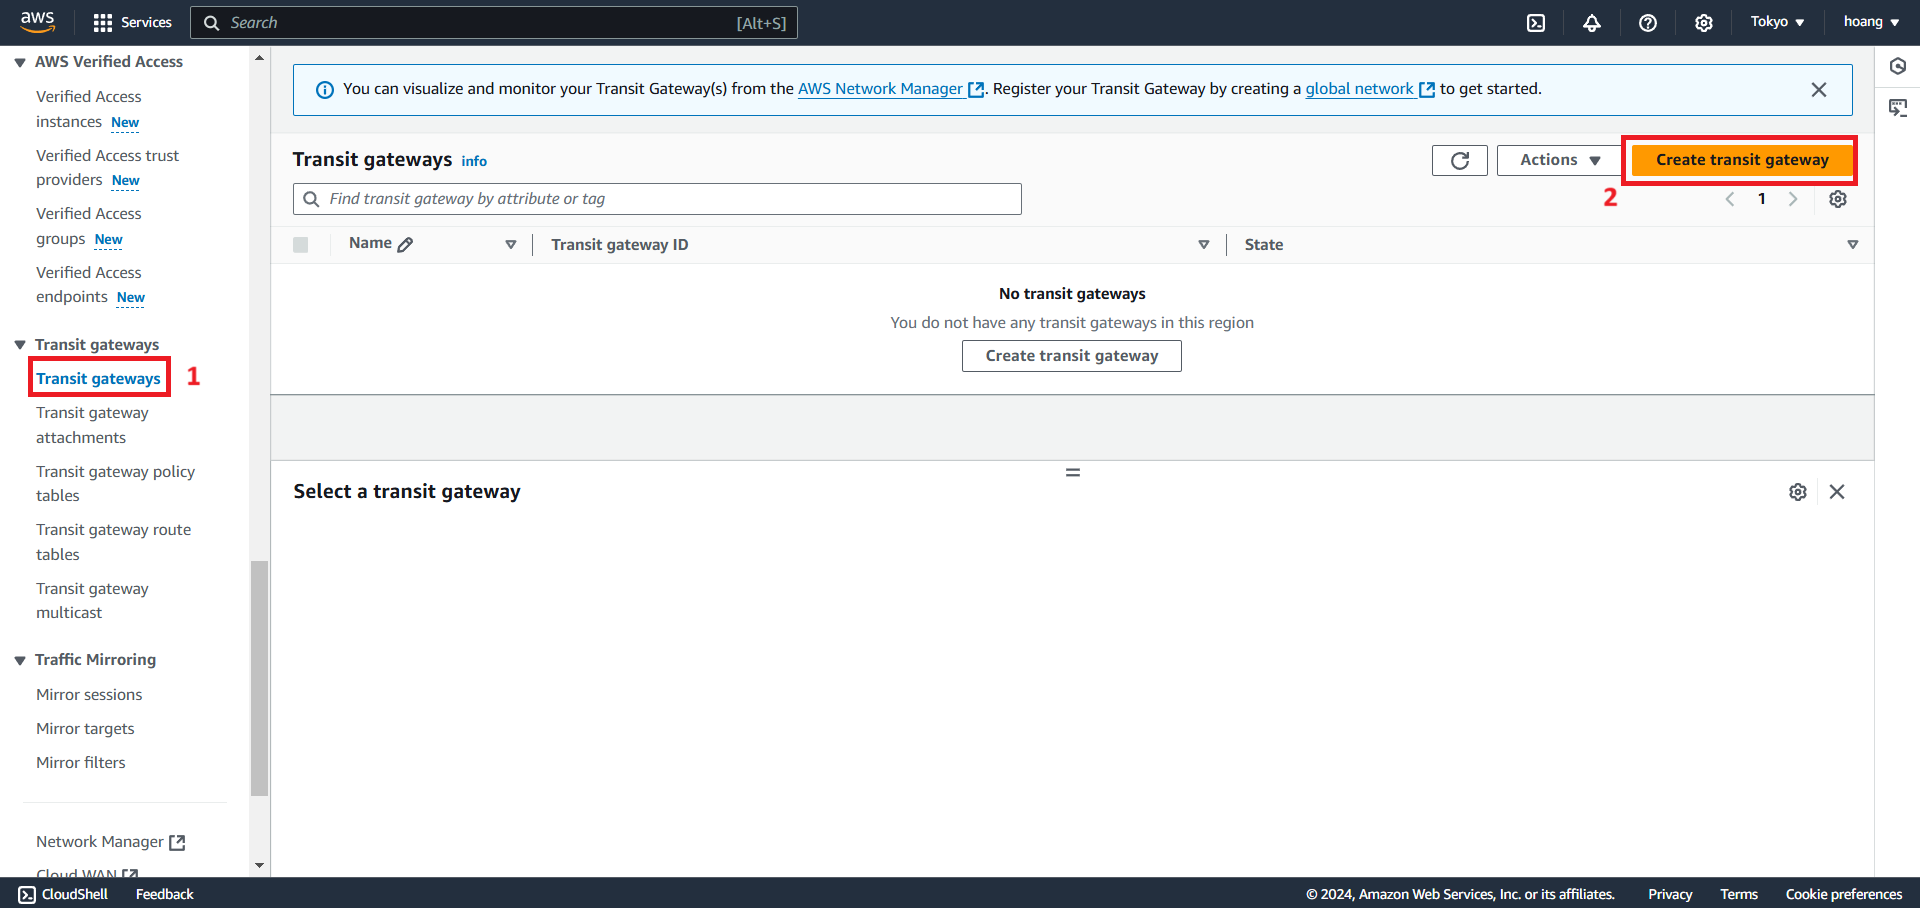 aws
Services
Search
[Alt+S]
Tokyo
hoang
AWS Verified Access
Verified Access
instances New
Verified Access trust
providers New
Verified Access
groups New
Verified Access
endpoints New
Transit gateways
Transit gateways
1
Transit gateway
attachments
Transit gateway policy
tables
Transit gateway route
tables
Transit gateway
multicast
Traffic Mirroring
Mirror sessions
Mirror targets
Mirror filters
Network Manager
Cloud WAN
You can visualize and monitor your Transit Gateway(s) from the AWS Network Manager . Register your Transit Gateway by creating a global network to get started.
Transit gateways info
Actions
Create transit gateway
2
Find transit gateway by attribute or tag
1
Name
Transit gateway ID
State
No transit gateways
You do not have any transit gateways in this region
Create transit gateway
Select a transit gateway
CloudShell
Feedback
© 2024, Amazon Web Services, Inc. or its affiliates.
Privacy
Terms
Cookie preferences